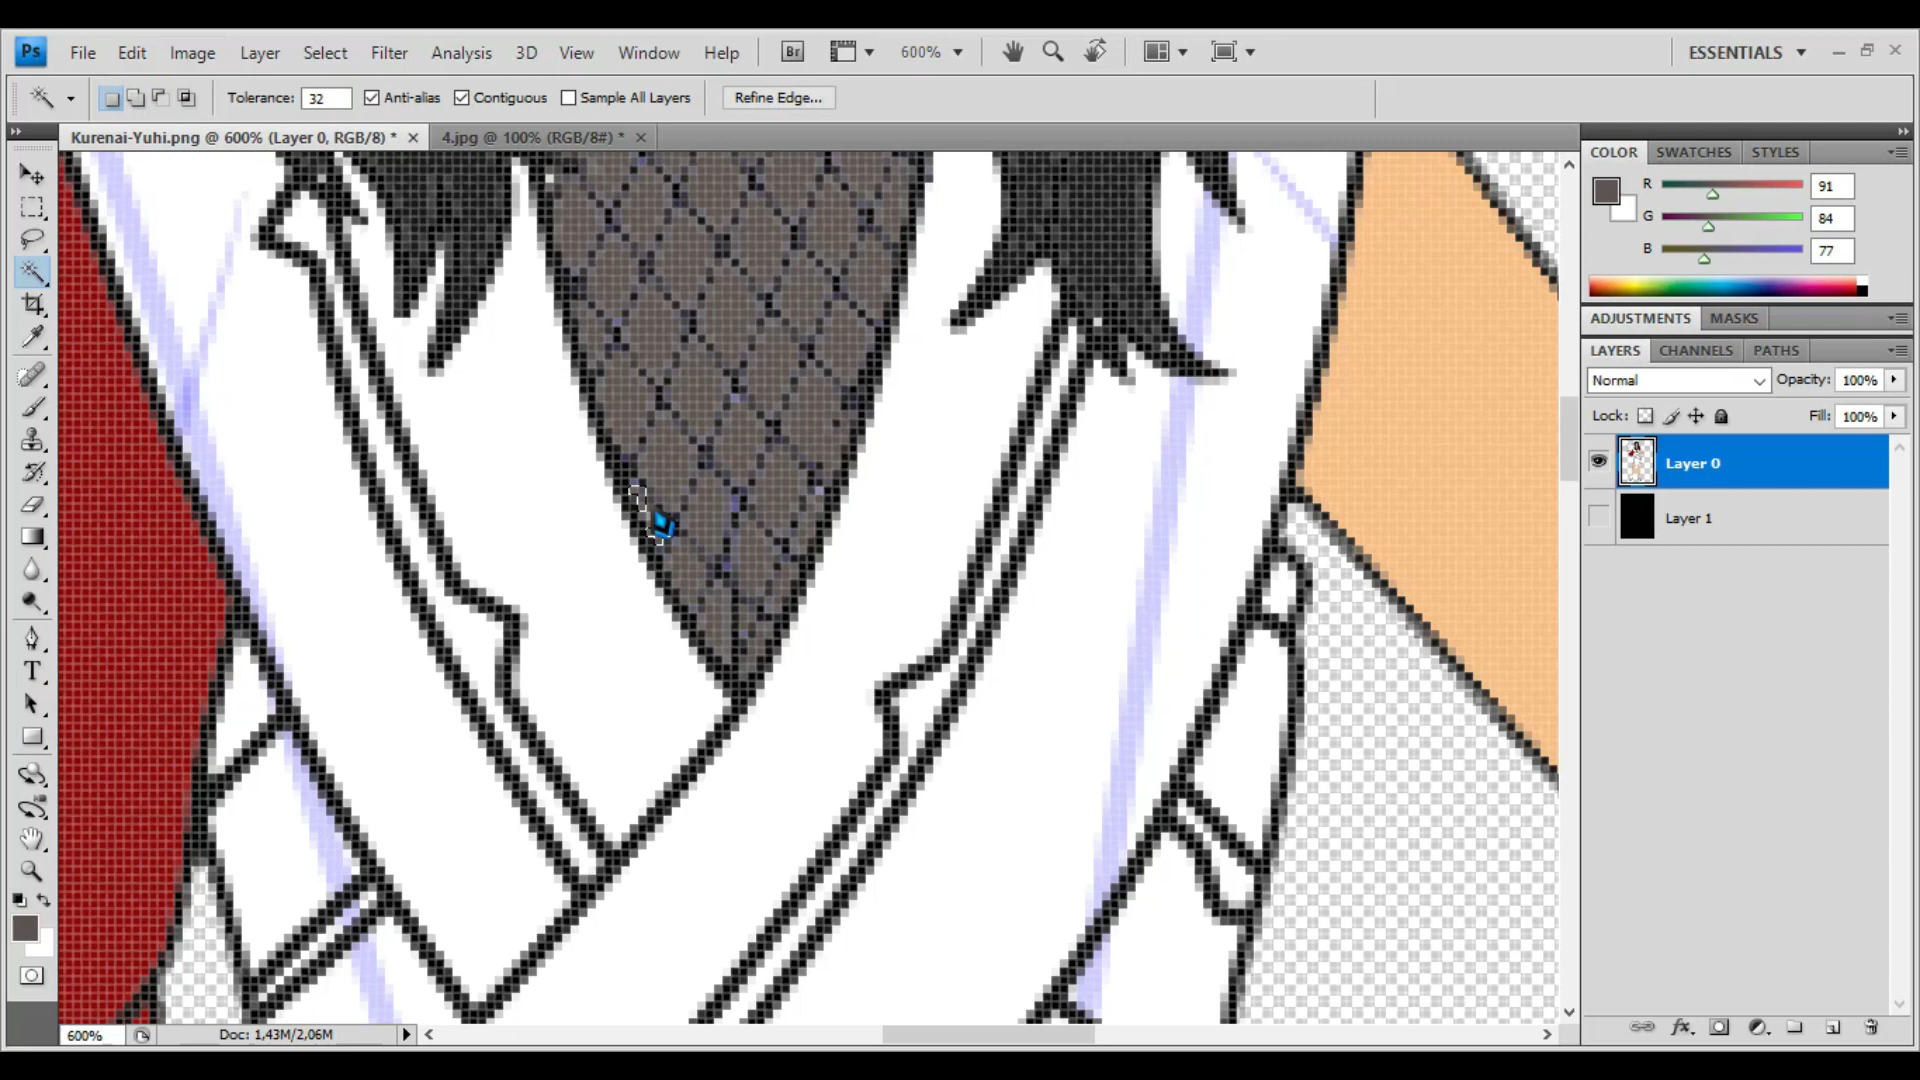 Ps File Edit Image Layer Select Filter Analysis 3D View Window Help Br 600% ESSENTIALS
Tolerance: 32 Anti-alias Contiguous Sample All Layers Refine Edge...
Kurenai-Yuhi.png @ 600% (Layer 0, RGB/8) * 4.jpg @ 100% (RGB/8#) *
COLOR SWATCHES STYLES
R 91
G 84
B 77
ADJUSTMENTS MASKS
LAYERS CHANNELS PATHS
Normal Opacity: 100%
Lock: Fill: 100%
Layer 0
Layer 1
T
fx
600% Doc: 1,43M/2,06M